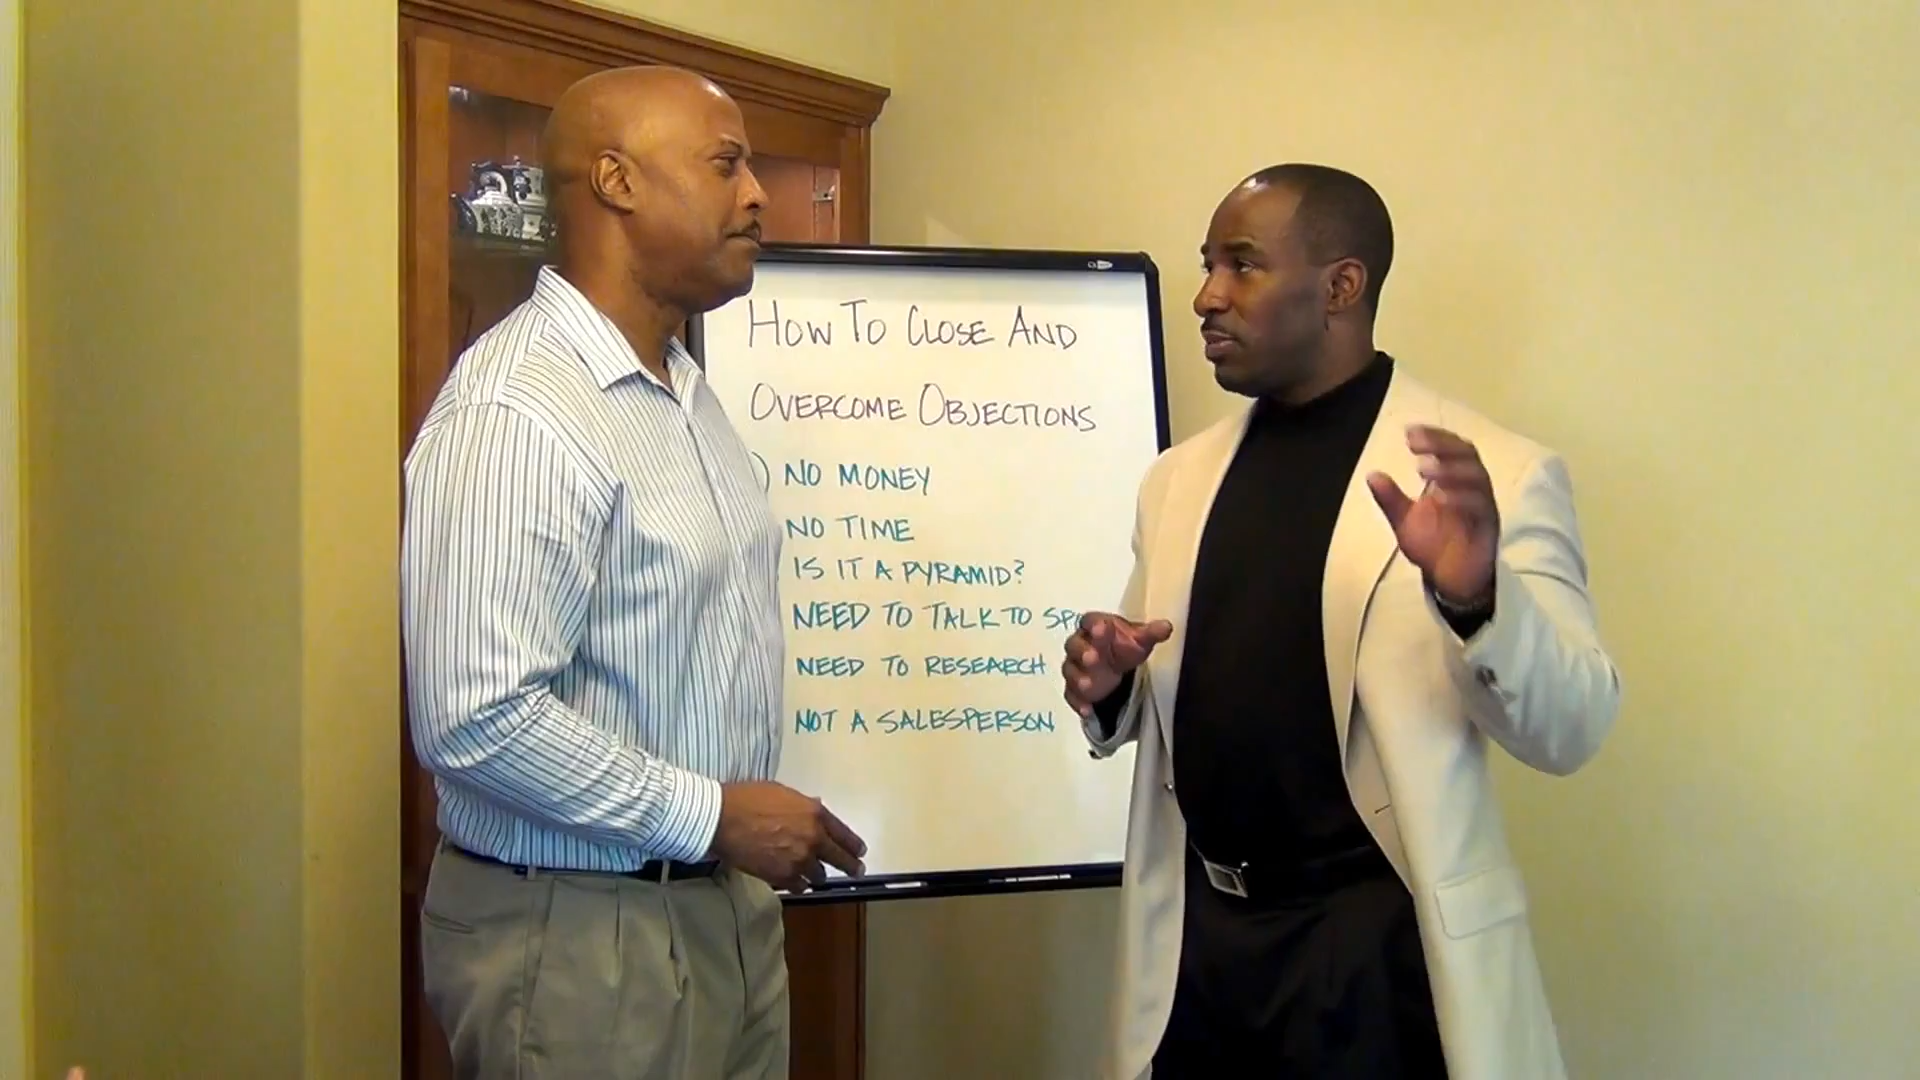 HOW TO CLOSE AND
OVERCOME OBJECTIONS
) NO MONEY
NO TIME
IS IT A PYRAMID?
NEED TO TALK TO
NEED TO RESEARCH
NOT A SALESPERSON